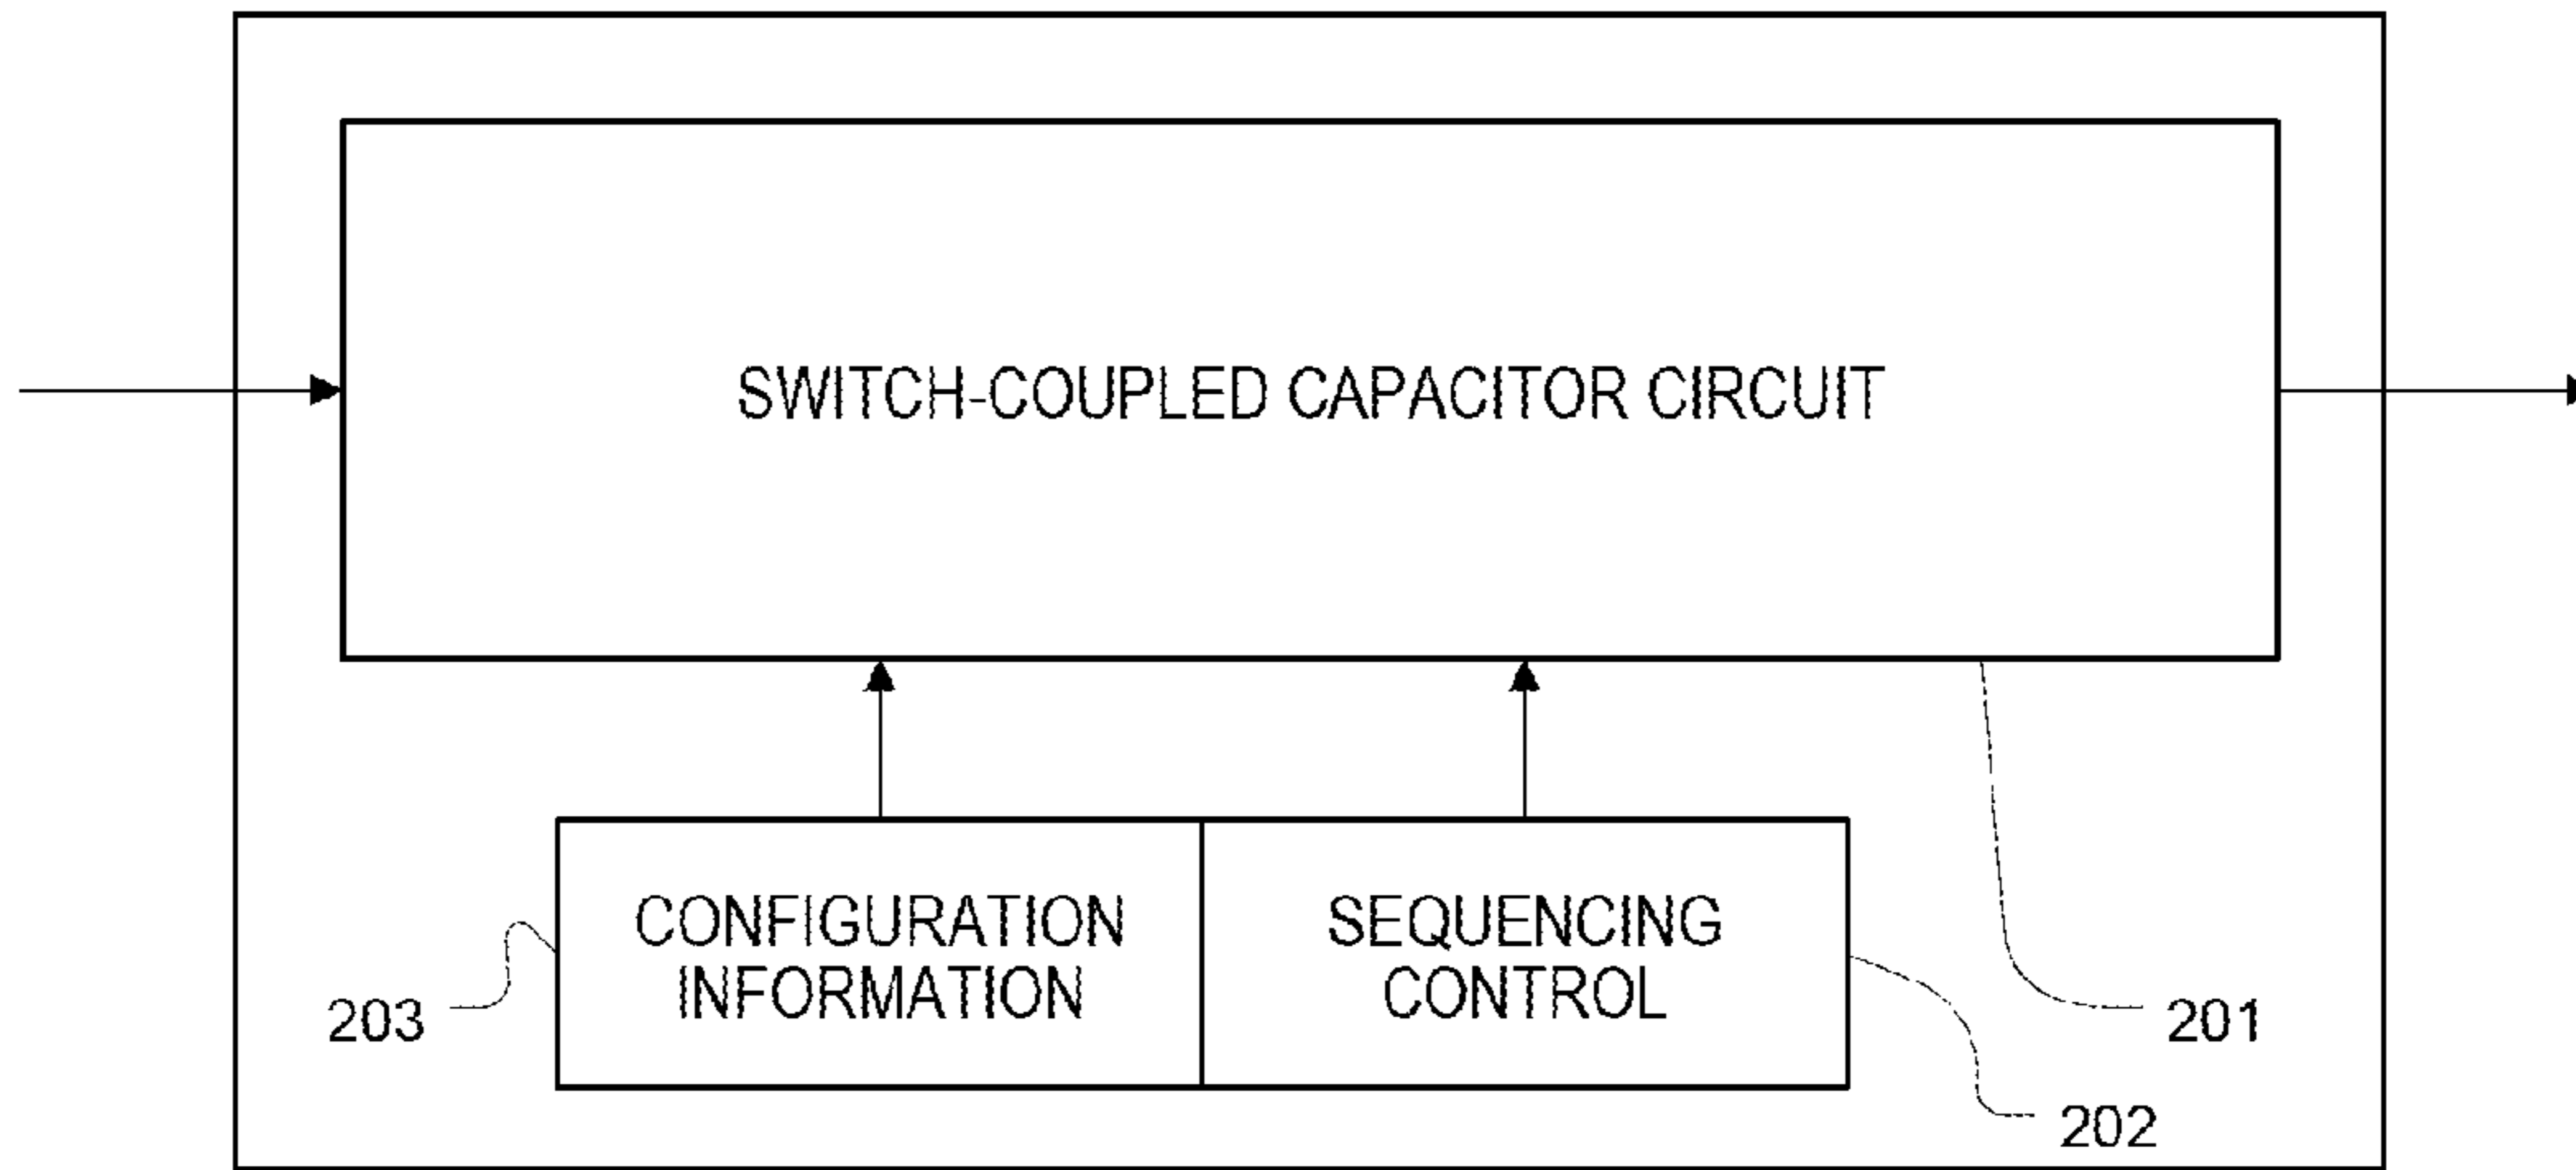 SWITCH-COUPLED CAPACITOR CIRCUIT
CONFIGURATION
INFORMATION
SEQUENCING
CONTROL
203
201
202